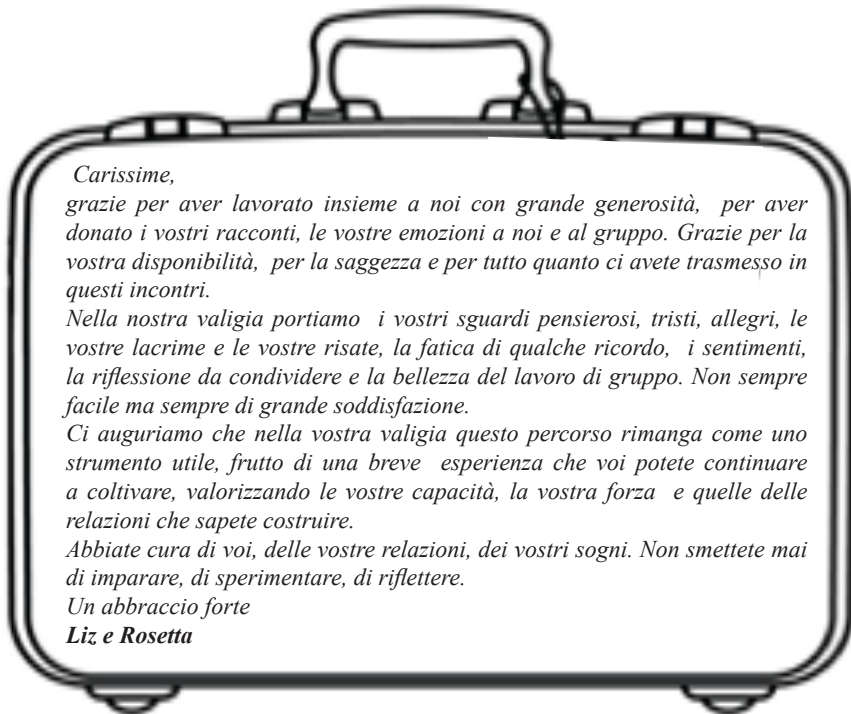 Carissime,
grazie per aver lavorato insieme a noi con grande generosità, per aver
donato i vostri racconti, le vostre emozioni a noi e al gruppo. Grazie per la
vostra disponibilità, per la saggezza e per tutto quanto ci avete trasmesso in
questi incontri.
Nella nostra valigia portiamo i vostri sguardi pensierosi, tristi, allegri, le
vostre lacrime e le vostre risate, la fatica di qualche ricordo, i sentimenti,
la riflessione da condividere e la bellezza del lavoro di gruppo. Non sempre
facile ma sempre di grande soddisfazione.
Ci auguriamo che nella vostra valigia questo percorso rimanga come uno
strumento utile, frutto di una breve esperienza che voi potete continuare
a coltivare, valorizzando le vostre capacità, la vostra forza e quelle delle
relazioni che sapete costruire.
Abbiate cura di voi, delle vostre relazioni, dei vostri sogni. Non smettete mai
di imparare, di sperimentare, di riflettere.
Un abbraccio forte
Liz e Rosetta